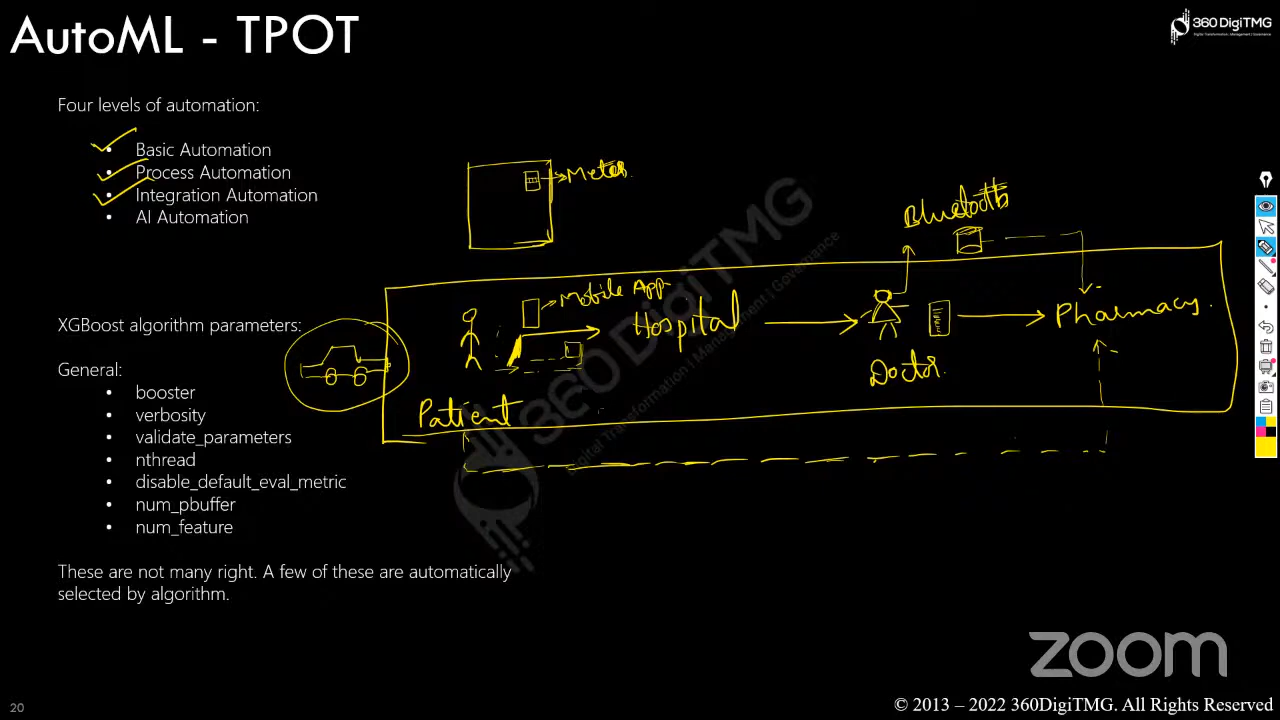 AutoML - TPOT
360DigiTMG
Four levels of automation:
• Basic Automation
• Process Automation
• Integration Automation
• AI Automation
Meter
Bluetooth
Mobile App
Hospital
Pharmacy.
Doctor.
Patient
XGBoost algorithm parameters:
General:
• booster
• verbosity
• validate_parameters
• nthread
• disable_default_eval_metric
• num_pbuffer
• num_feature
These are not many right. A few of these are automatically
selected by algorithm.
360DigiTMG
zoom
20
© 2013 – 2022 360DigiTMG. All Rights Reserved